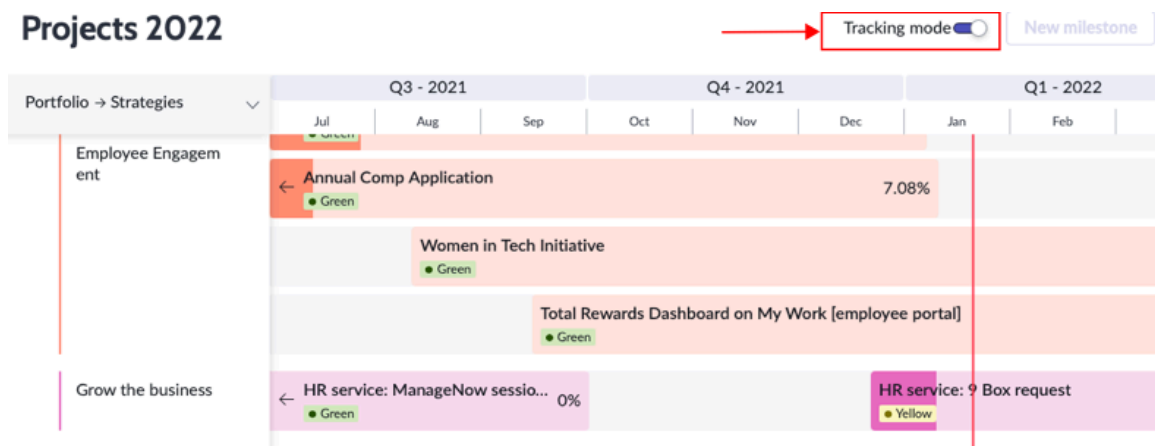 Projects 2022
Tracking mode
New milestone
Portfolio → Strategies
Q3 - 2021
Q4 - 2021
Q1 - 2022
Jul
Aug
Sep
Oct
Nov
Dec
Jan
Feb
Green
Employee Engagem
ent
← Annual Comp Application
7.08%
Green
Women in Tech Initiative
Green
Total Rewards Dashboard on My Work [employee portal]
Green
Grow the business
← HR service: ManageNow sessio... 0%
Green
HR service: 9 Box request
Yellow